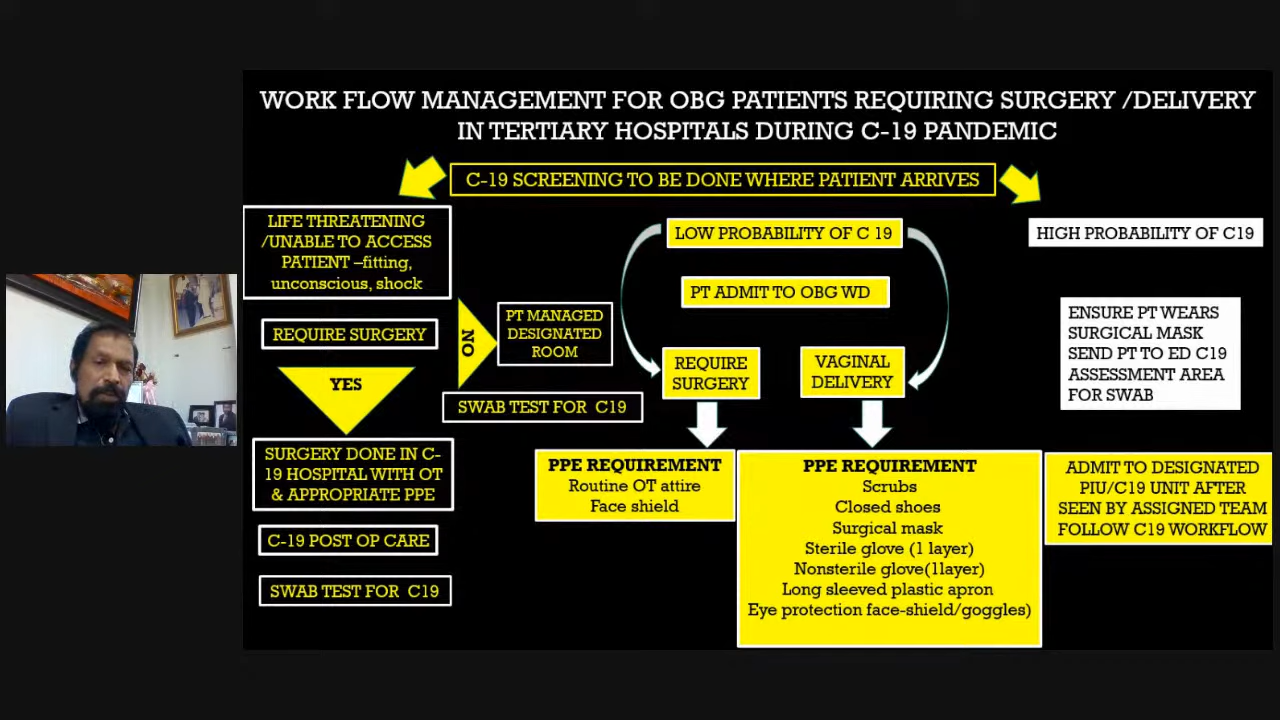 WORK FLOW MANAGEMENT FOR OBG PATIENTS REQUIRING SURGERY /DELIVERY
IN TERTIARY HOSPITALS DURING C-19 PANDEMIC
C-19 SCREENING TO BE DONE WHERE PATIENT ARRIVES
LIFE THREATENING
/UNABLE TO ACCESS
PATIENT –fitting,
unconscious, shock
REQUIRE SURGERY
YES
SURGERY DONE IN C-
19 HOSPITAL WITH OT
& APPROPRIATE PPE
C-19 POST OP CARE
SWAB TEST FOR C19
NO
PT MANAGED
DESIGNATED
ROOM
SWAB TEST FOR C19
LOW PROBABILITY OF C 19
PT ADMIT TO OBG WD
REQUIRE
SURGERY
PPE REQUIREMENT
Routine OT attire
Face shield
VAGINAL
DELIVERY
PPE REQUIREMENT
Scrubs
Closed shoes
Surgical mask
Sterile glove (1 layer)
Nonsterile glove(1layer)
Long sleeved plastic apron
Eye protection face-shield/goggles)
HIGH PROBABILITY OF C19
ENSURE PT WEARS
SURGICAL MASK
SEND PT TO ED C19
ASSESSMENT AREA
FOR SWAB
ADMIT TO DESIGNATED
PIU/C19 UNIT AFTER
SEEN BY ASSIGNED TEAM
FOLLOW C19 WORKFLOW